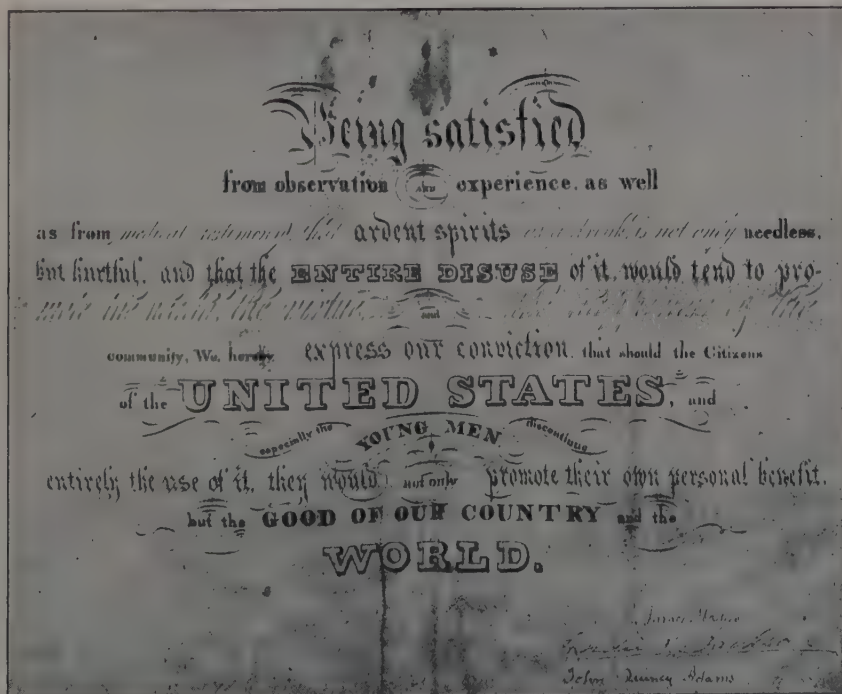 Being satisfied
from observation AND experience, as well
as from medical testimony, that ardent spirits as a drink, is not only needless,
but hurtful, and that the ENTIRE DISUSE of it, would tend to pro-
the virtue and happiness of the
community, We, hereby express our conviction, that should the Citizens
of the UNITED STATES, and
especially the YOUNG MEN discontinue
entirely the use of it, they would not only promote their own personal benefit,
but the GOOD OF OUR COUNTRY and the
WORLD.
James
John Quincy Adams